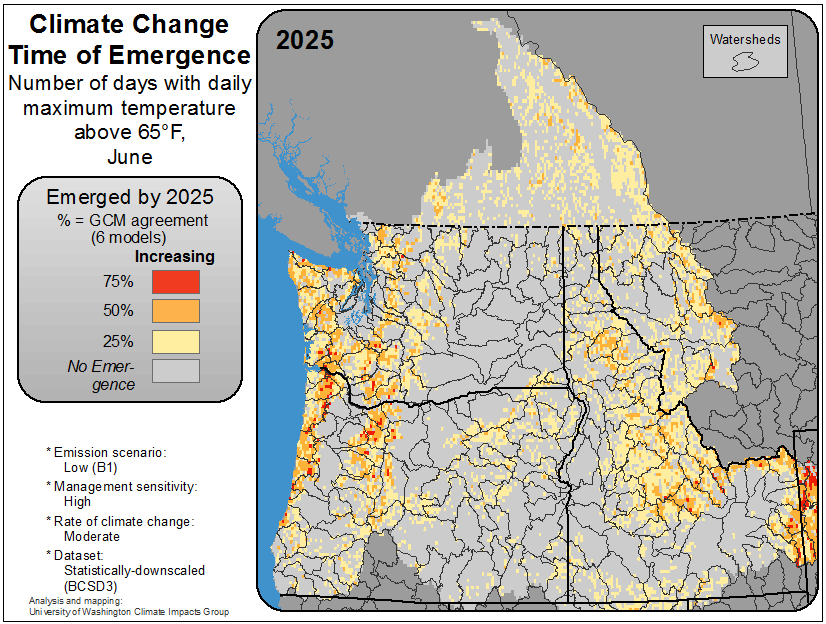 Climate Change
Time of Emergence
Number of days with daily
maximum temperature
above 65°F,
June
Emerged by 2025
% = GCM agreement
(6 models)
Increasing
75%
50%
25%
No Emer-
gence
* Emission scenario:
Low (B1)
* Management sensitivity:
High
* Rate of climate change:
Moderate
* Dataset:
Statistically-downscaled
(BCSD3)
Analysis and mapping:
University of Washington Climate Impacts Group
2025
Watersheds